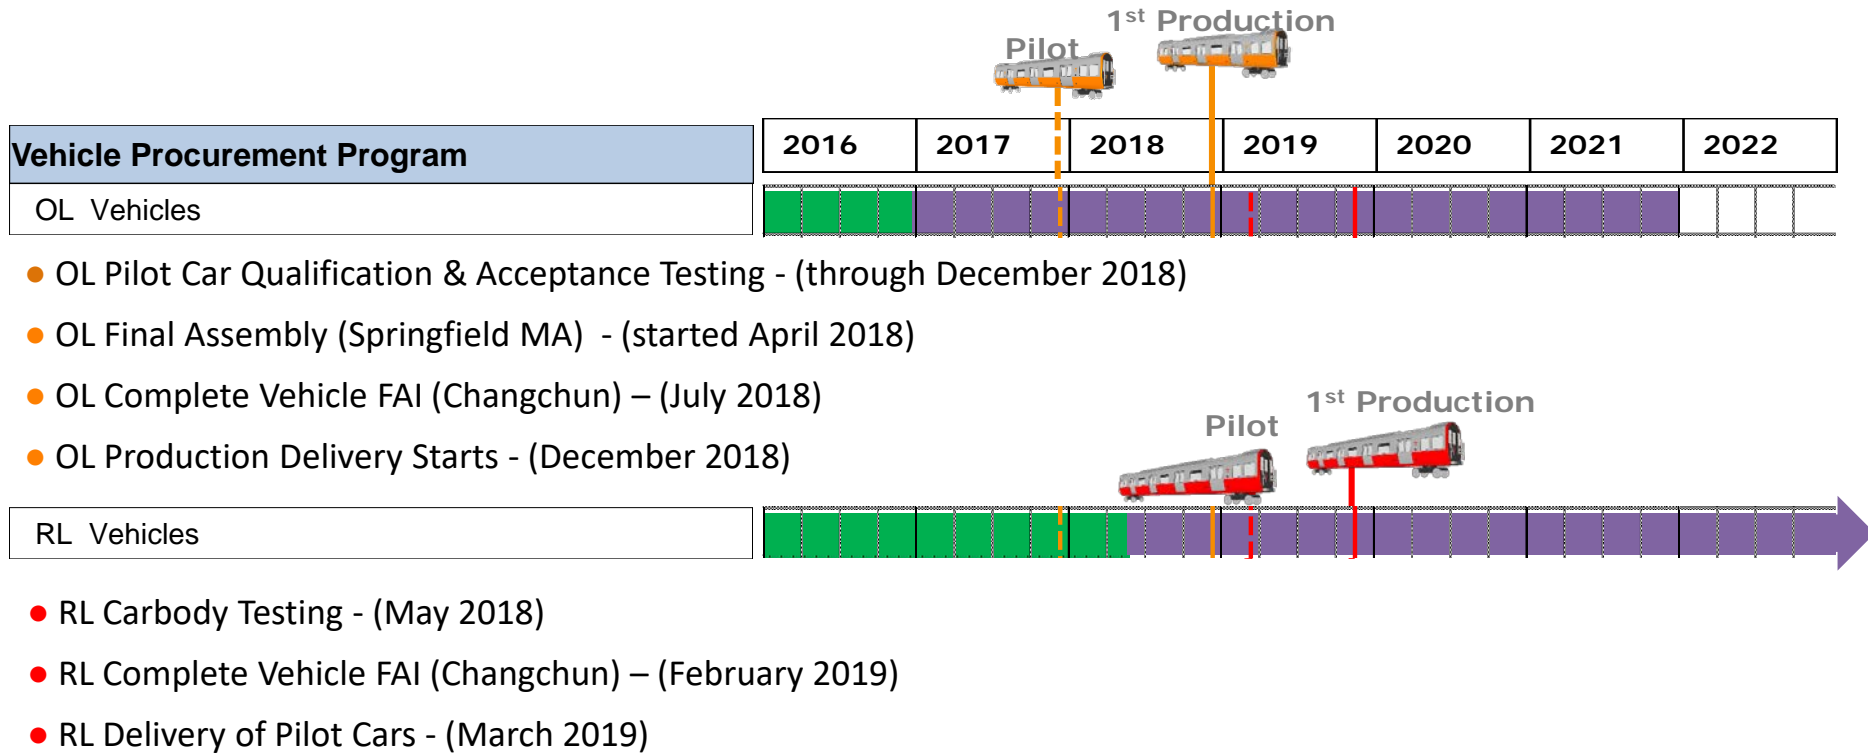 1st Production
Pilot
Vehicle Procurement Program
2016 2017 2018 2019 2020 2021 2022
OL Vehicles
OL Pilot Car Qualification & Acceptance Testing - (through December 2018)
OL Final Assembly (Springfield MA) - (started April 2018)
OL Complete Vehicle FAI (Changchun) – (July 2018)
1st Production
Pilot
OL Production Delivery Starts - (December 2018)
RL Vehicles
RL Carbody Testing - (May 2018)
RL Complete Vehicle FAI (Changchun) – (February 2019)
RL Delivery of Pilot Cars - (March 2019)